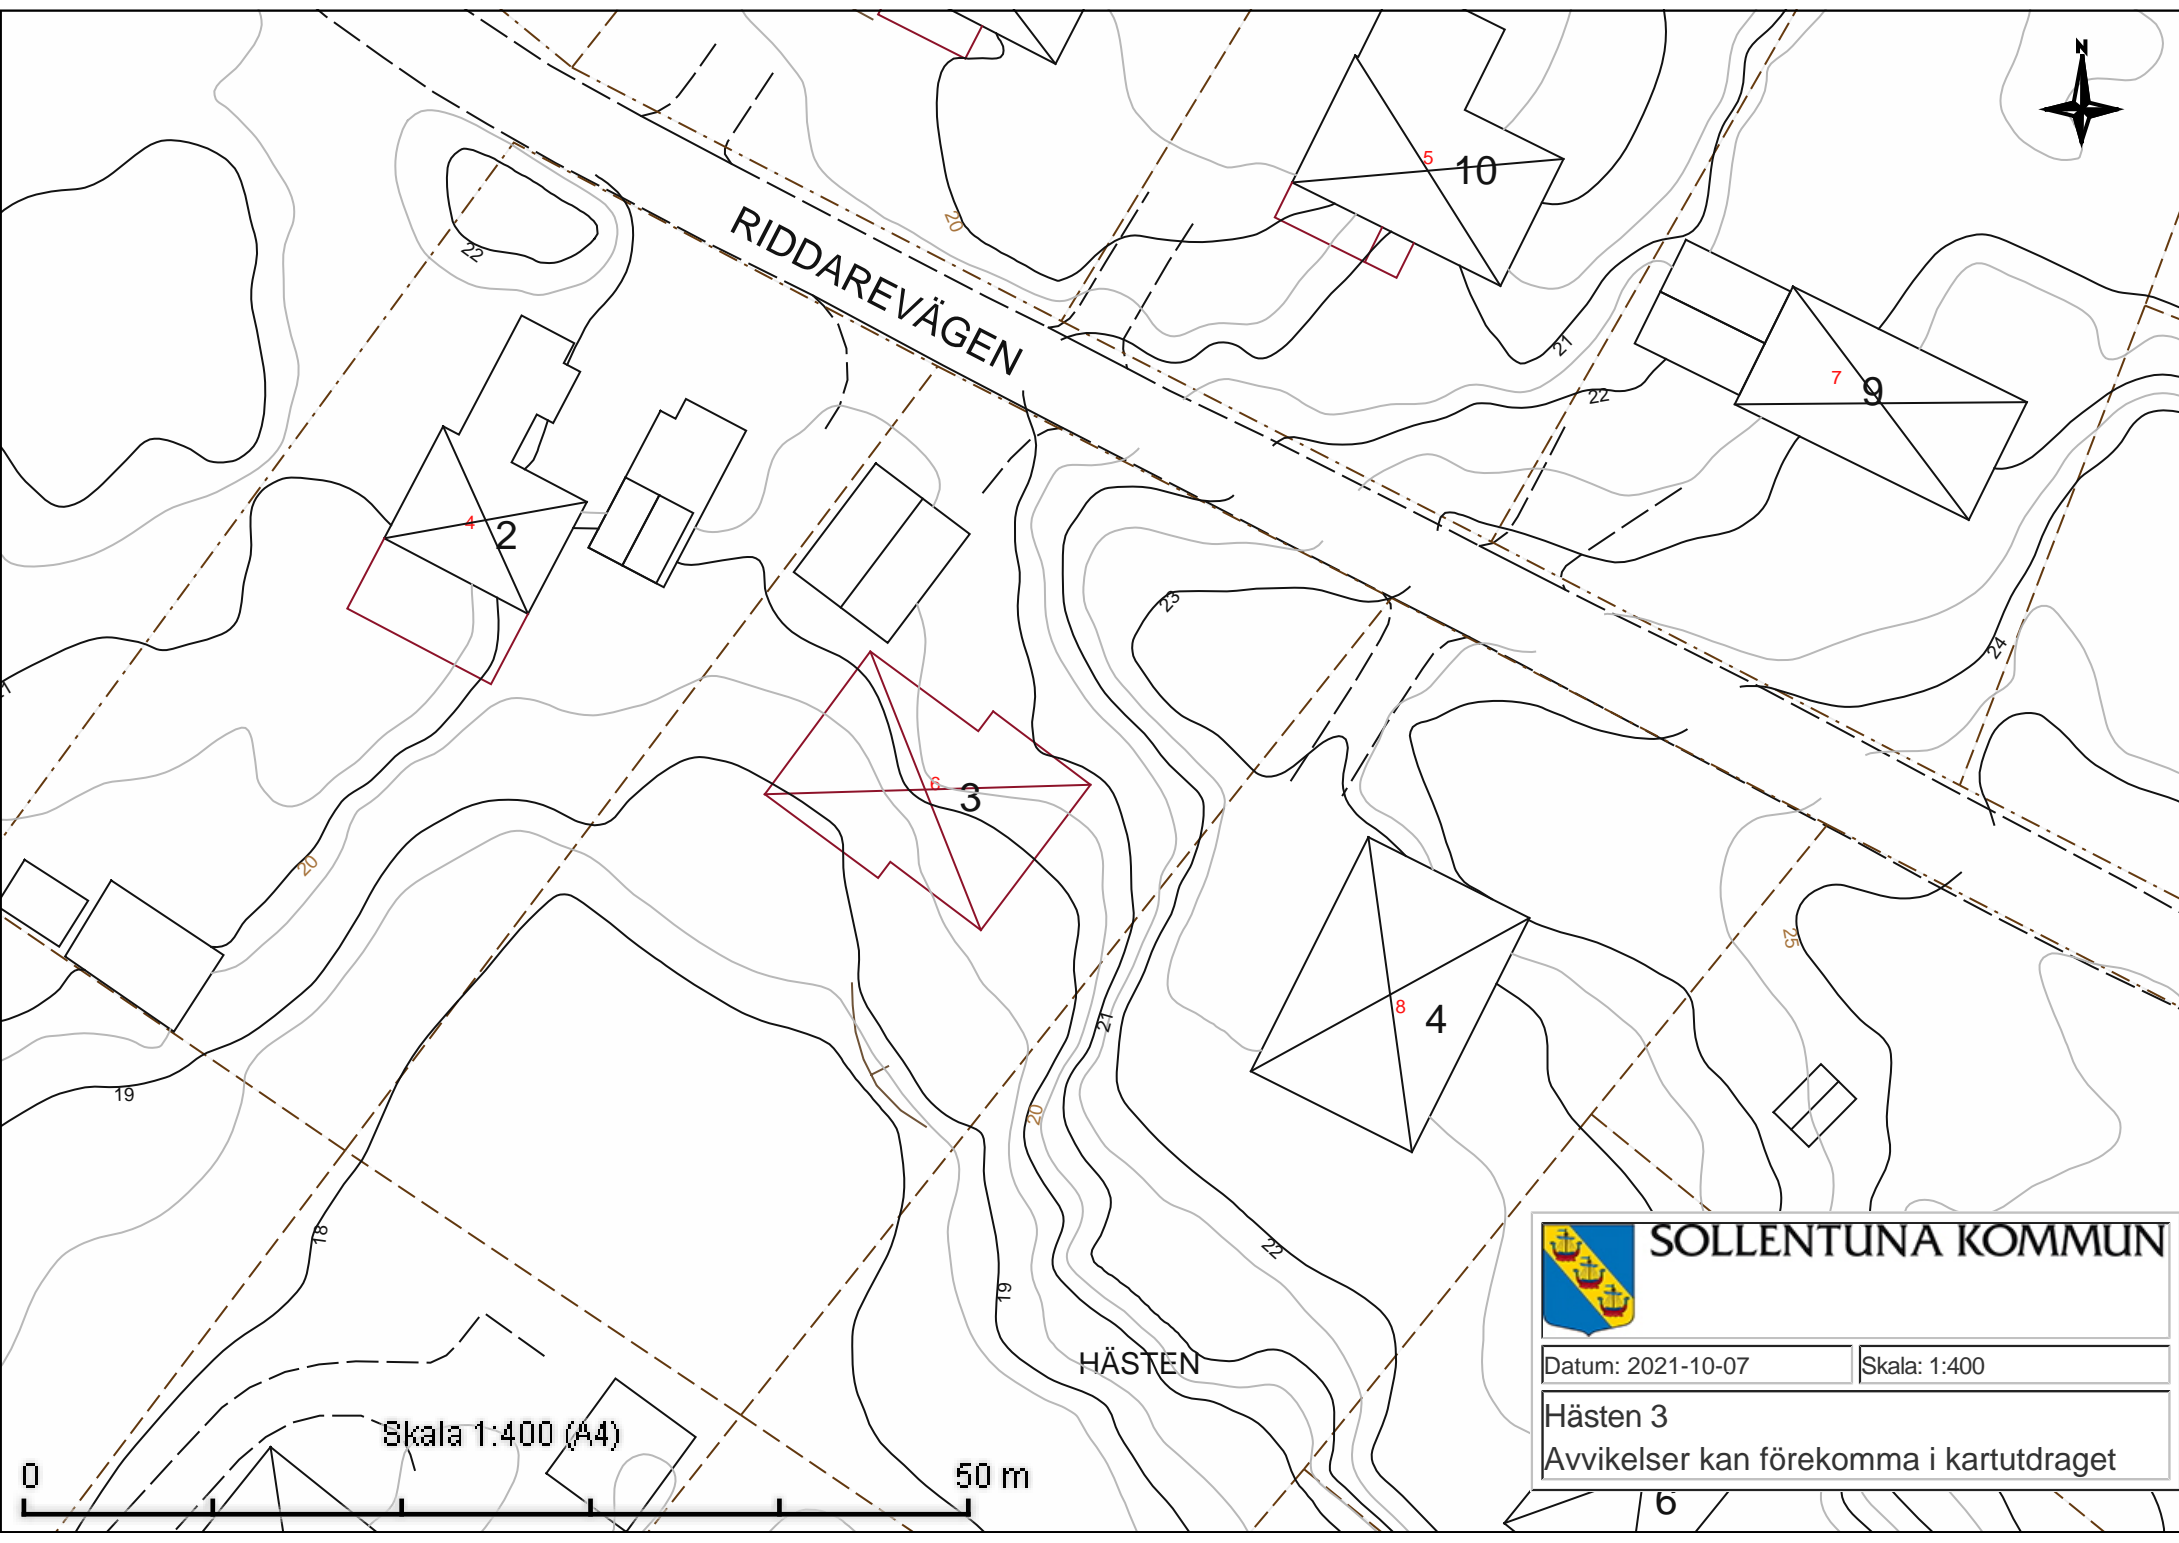 N
5
10
RIDDAREVÄGEN
20
22
21
22
7
9
4
2
23
24
6
3
20
25
8
4
21
20
19
18
22
19
HÄSTEN
SOLLENTUNA KOMMUN
Datum: 2021-10-07
Skala: 1:400
Hästen 3
Avvikelser kan förekomma i kartutdraget
Skala 1:400 (A4)
0
50 m
6